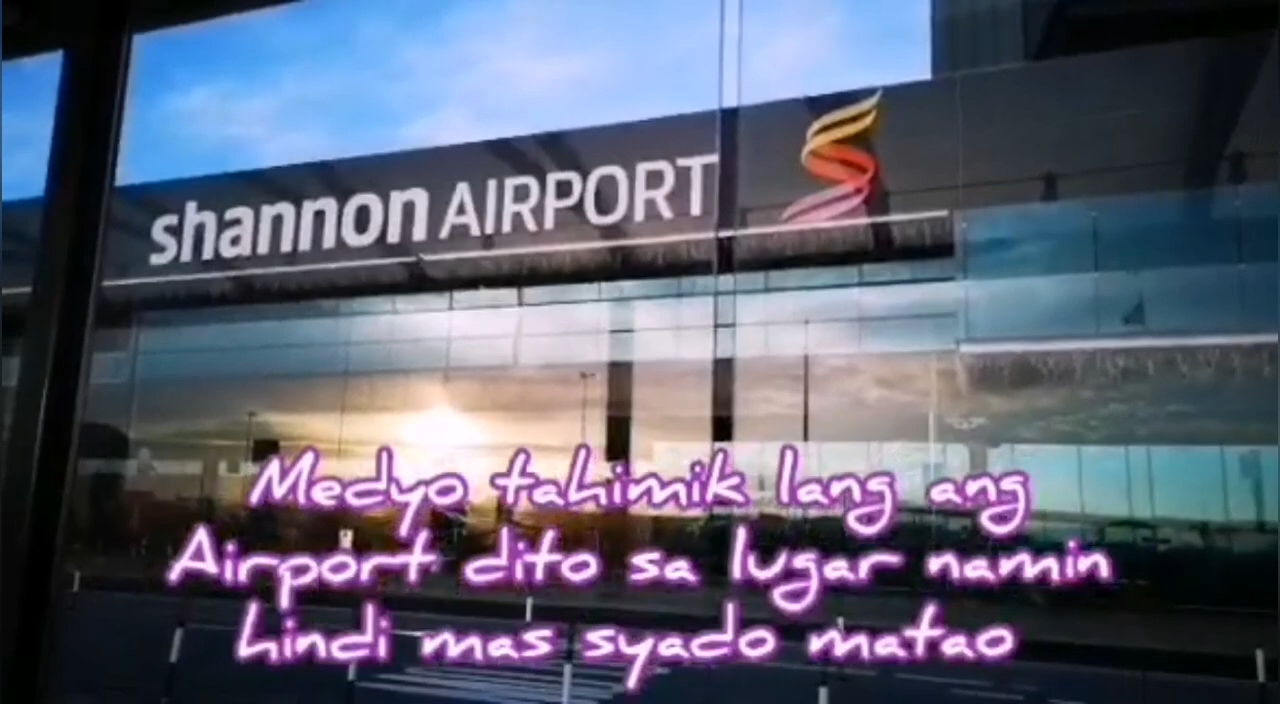 shannon AIRPORT
Medyo tahimik lang ang
Airport dito sa lugar namin
hindi mas syado matao